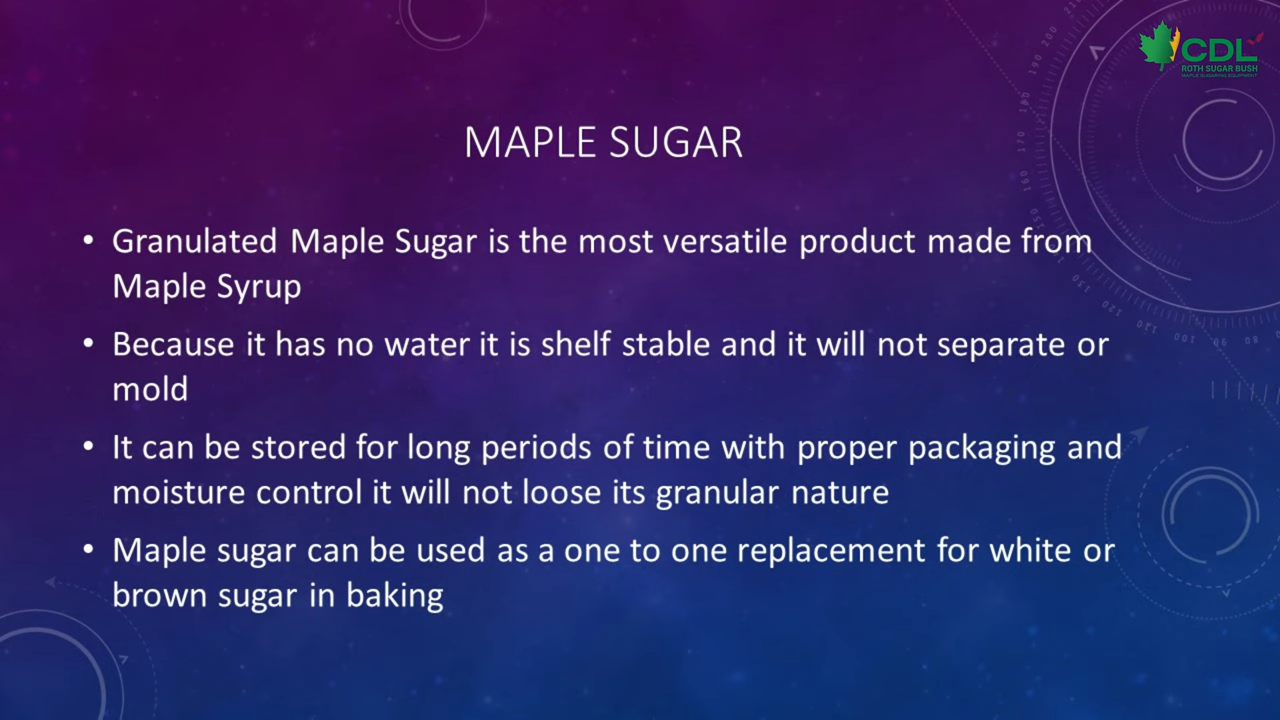 CDL
ROTH SUGAR BUSH
MAPLE SUGARING EQUIPMENT
MAPLE SUGAR
• Granulated Maple Sugar is the most versatile product made from
Maple Syrup
• Because it has no water it is shelf stable and it will not separate or
mold
• It can be stored for long periods of time with proper packaging and
moisture control it will not loose its granular nature
• Maple sugar can be used as a one to one replacement for white or
brown sugar in baking